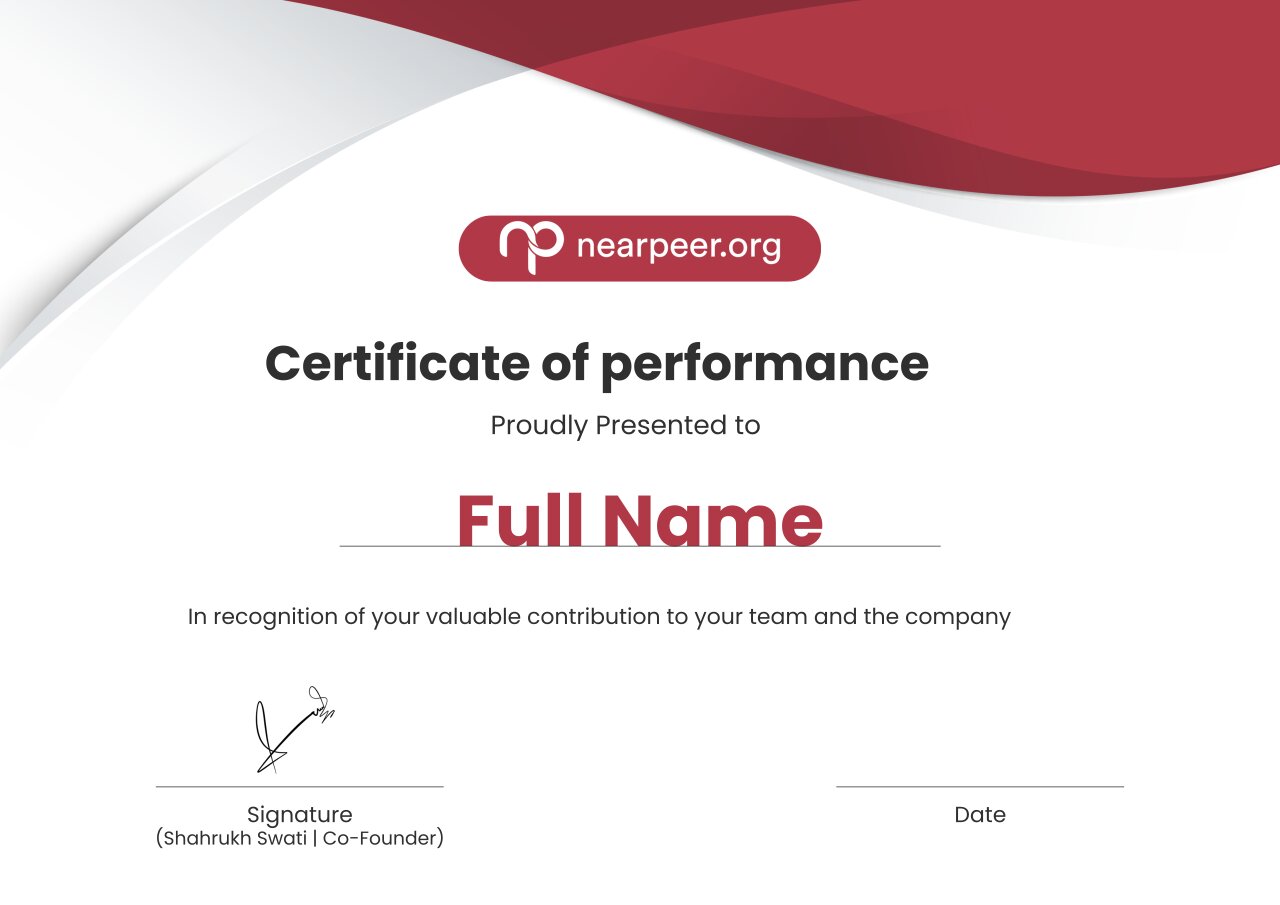 nearpeer.org
Certificate of performance
Proudly Presented to
Full Name
In recognition of your valuable contribution to your team and the company
Signature
(Shahrukh Swati | Co-Founder)
Date